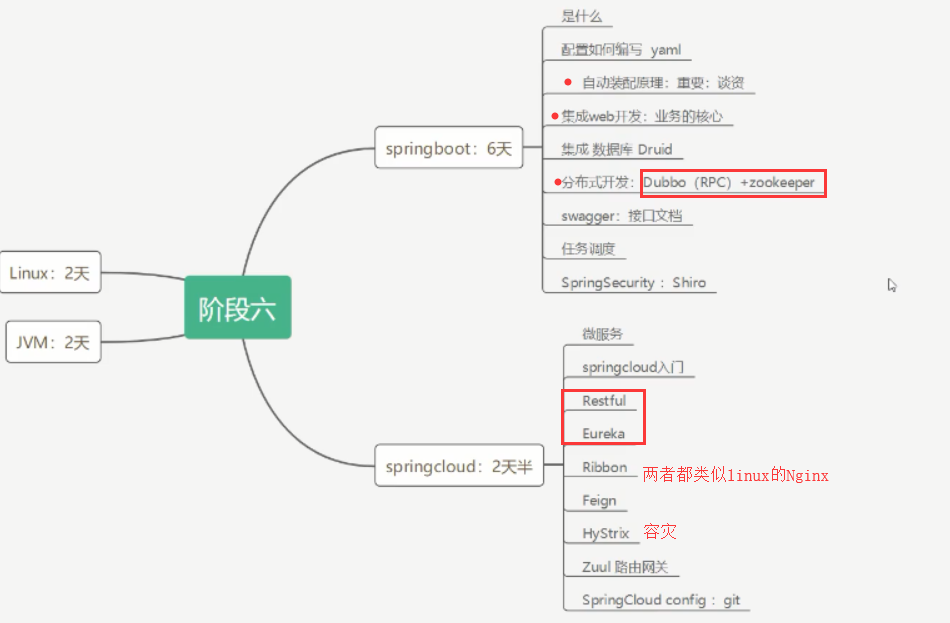 阶段六
Linux：2天
JVM：2天
springboot：6天
是什么
配置如何编写 yaml
自动装配原理：重要：谈资
集成web开发：业务的核心
集成 数据库 Druid
分布式开发：Dubbo（RPC）+zookeeper
swagger：接口文档
任务调度
SpringSecurity ：Shiro
springcloud：2天半
微服务
springcloud入门
Restful
Eureka
Ribbon
两者都类似linux的Nginx
Feign
HyStrix
容灾
Zuul 路由网关
SpringCloud config ：git